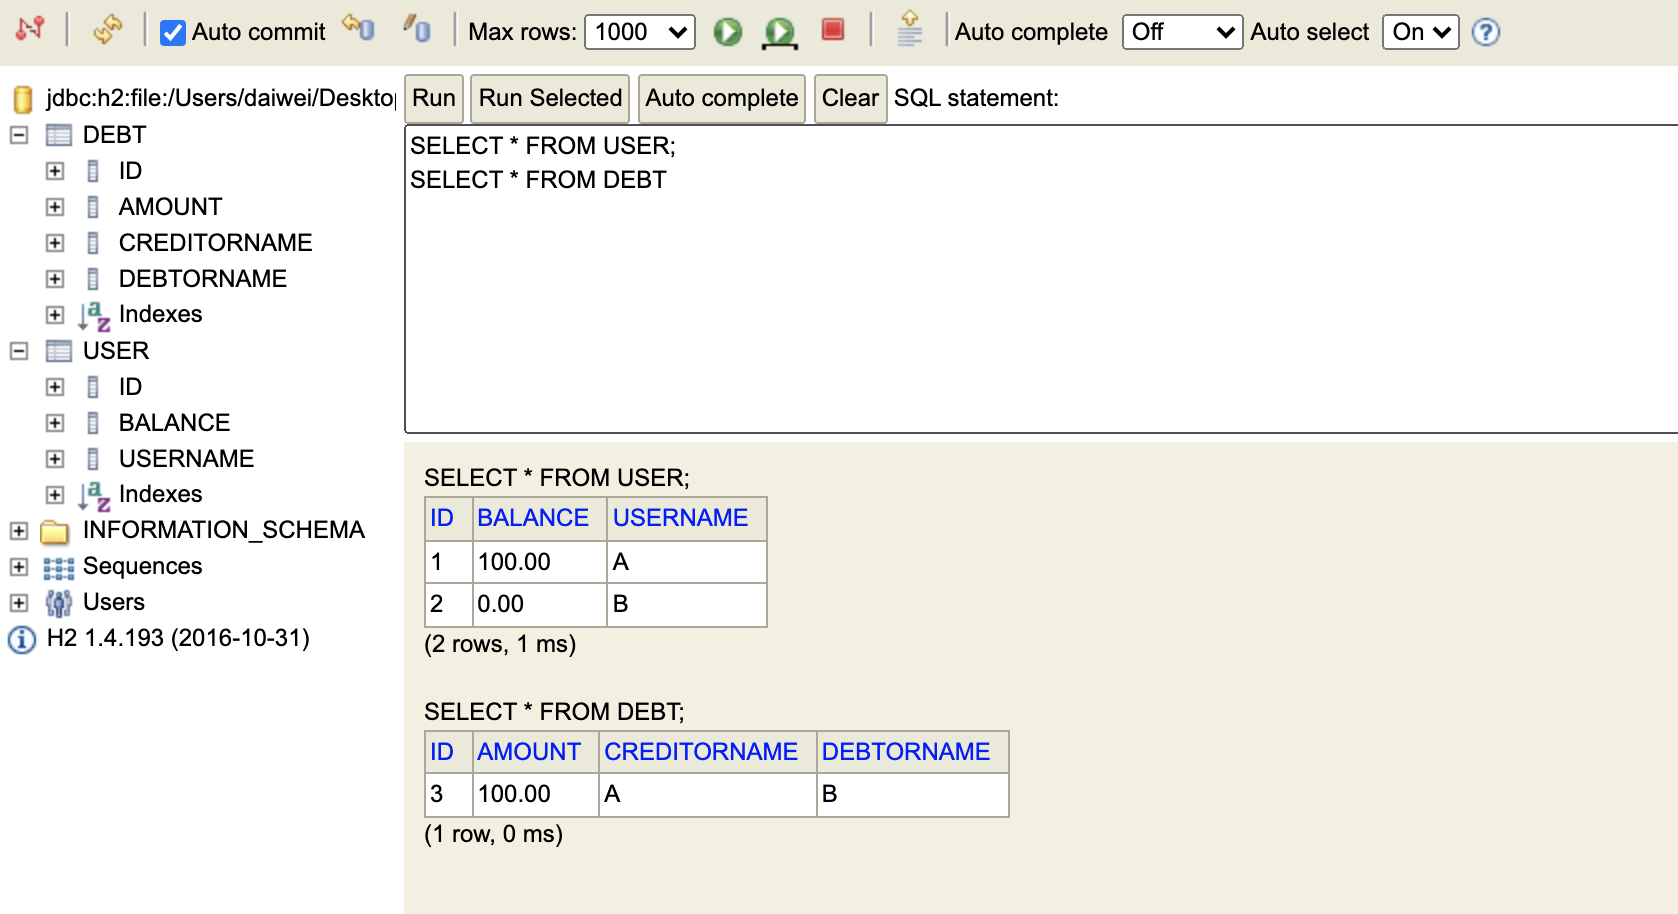 Auto commit Max rows: 1000 Auto complete Off Auto select On
jdbc:h2:file:/Users/daiwei/Deskto
DEBT
ID
AMOUNT
CREDITORNAME
DEBTORNAME
Indexes
USER
ID
BALANCE
USERNAME
Indexes
INFORMATION_SCHEMA
Sequences
Users
H2 1.4.193 (2016-10-31)
Run Run Selected Auto complete Clear SQL statement:
SELECT * FROM USER;
SELECT * FROM DEBT
SELECT * FROM USER;
ID BALANCE USERNAME
1 100.00 A
2 0.00 B
(2 rows, 1 ms)
SELECT * FROM DEBT;
ID AMOUNT CREDITORNAME DEBTORNAME
3 100.00 A B
(1 row, 0 ms)